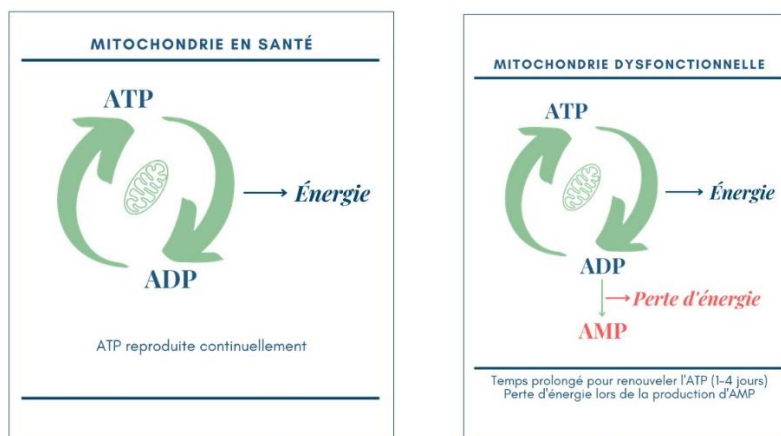 MITOCHONDRIE EN SANTÉ
ATP
Énergie
ADP
ATP reproduite continuellement
MITOCHONDRIE DYSFONCTIONNELLE
ATP
Énergie
ADP
Perte d'énergie
AMP
Temps prolongé pour renouveler l'ATP (1-4 jours)
Perte d'énergie lors de la production d'AMP